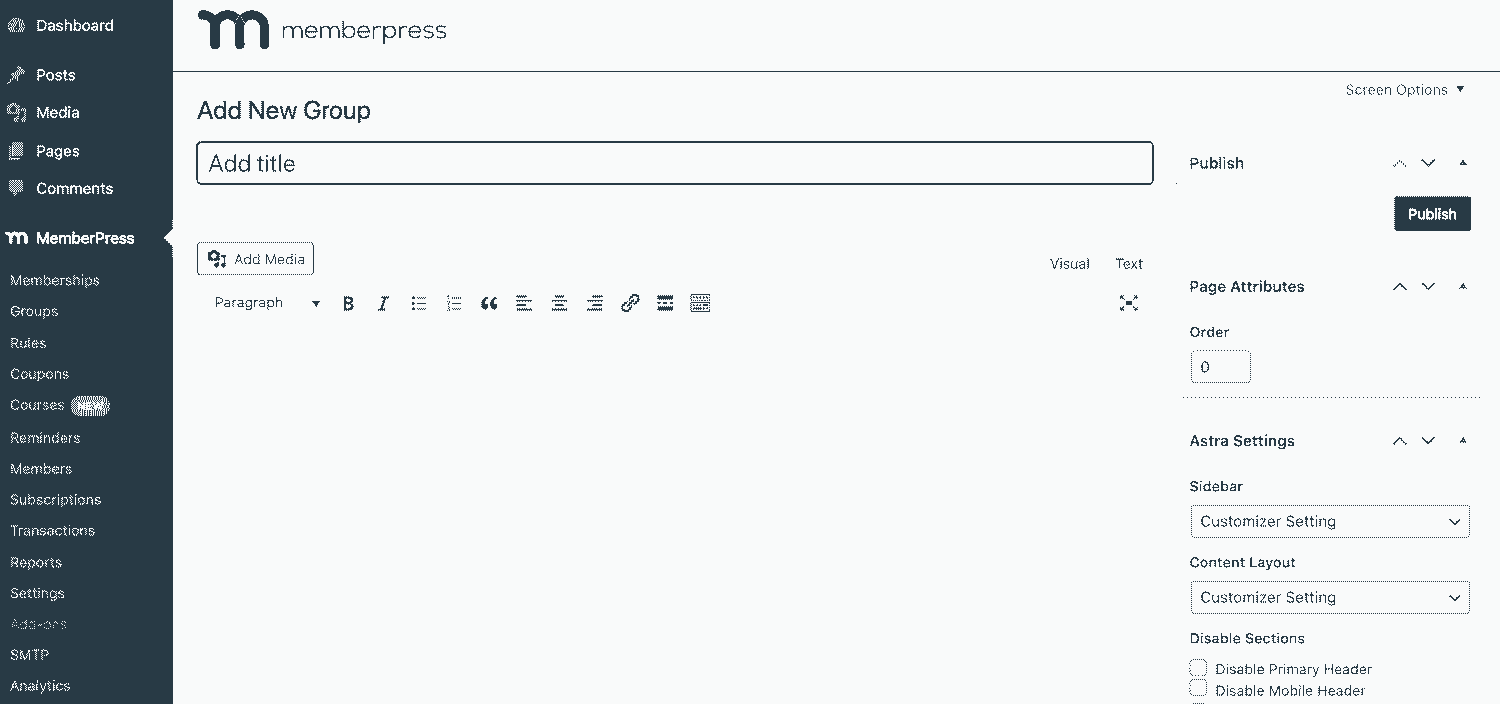 Dashboard
Posts
Media
Pages
Comments
MemberPress
Memberships
Groups
Rules
Coupons
Courses NEW
Reminders
Members
Subscriptions
Transactions
Reports
Settings
Add-ons
SMTP
Analytics
memberpress
Screen Options
Add New Group
Add title
Add Media
Visual Text
Paragraph
Publish
Publish
Page Attributes
Order
0
Astra Settings
Sidebar
Customizer Setting
Content Layout
Customizer Setting
Disable Sections
Disable Primary Header
Disable Mobile Header